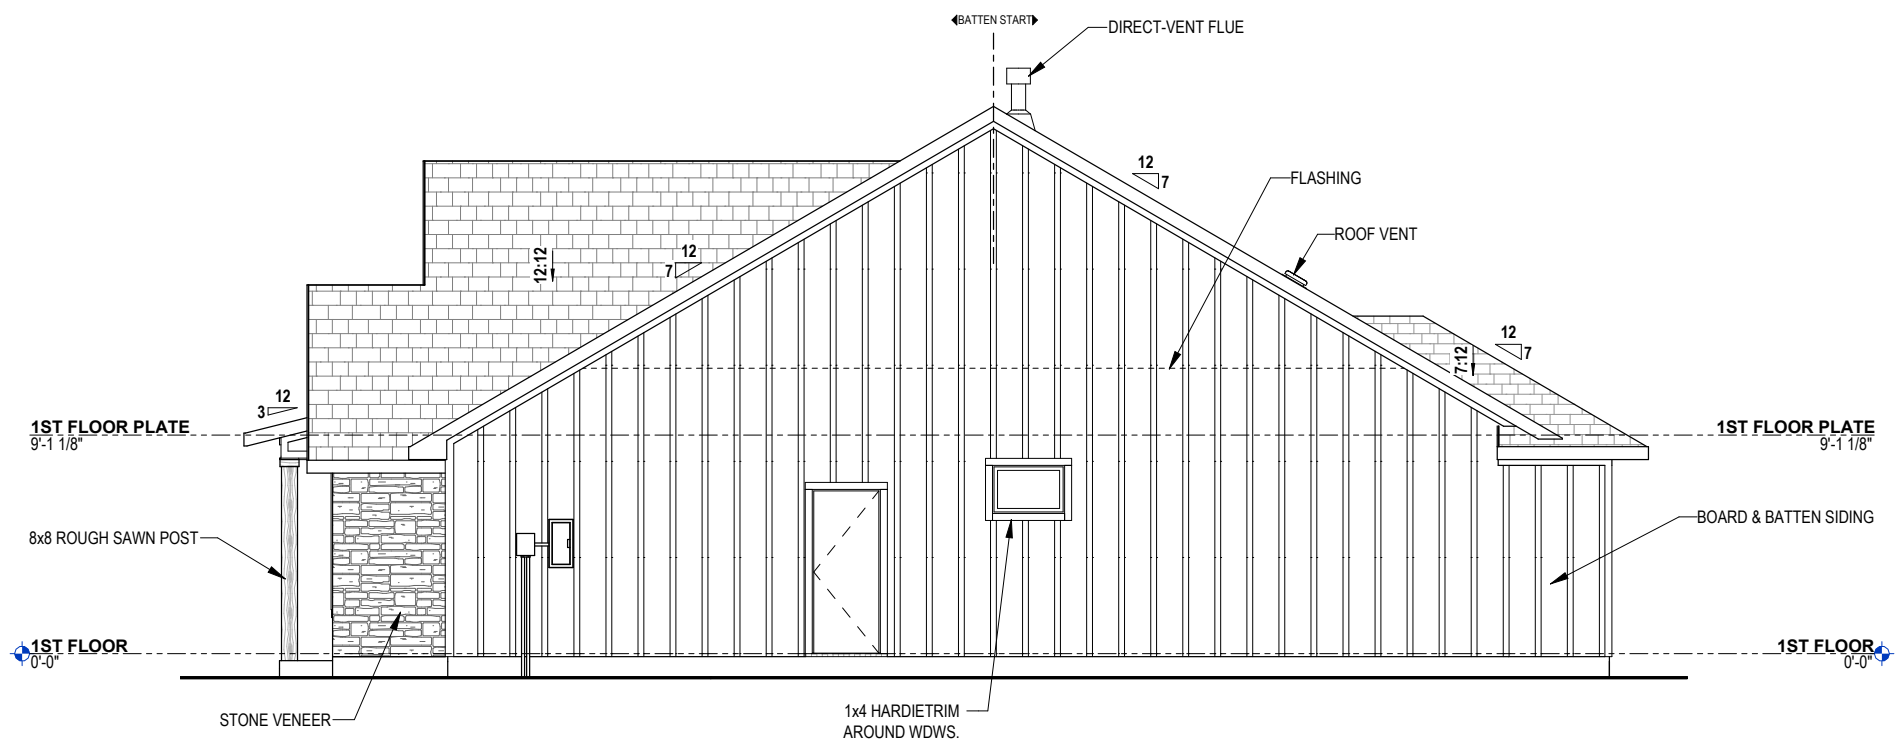 BATTEN START
DIRECT-VENT FLUE
12
7
FLASHING
ROOF VENT
12
7
12:12
12
7
7:12
12
3
1ST FLOOR PLATE
9'-1 1/8"
1ST FLOOR PLATE
9'-1 1/8"
8x8 ROUGH SAWN POST
BOARD & BATTEN SIDING
1ST FLOOR
0'-0"
1ST FLOOR
0'-0"
STONE VENEER
1x4 HARDIETRIM
AROUND WDWS.